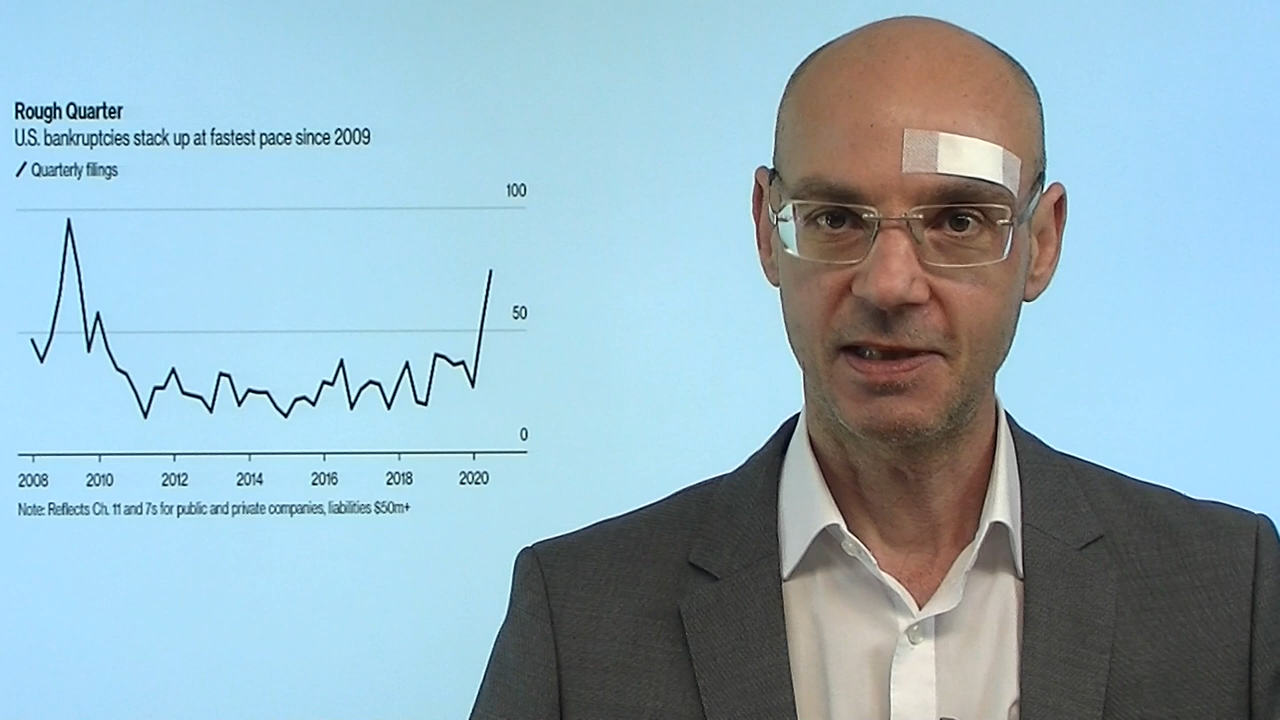 Rough Quarter
U.S. bankruptcies stack up at fastest pace since 2009
Quarterly filings
100
50
0
2008 2010 2012 2014 2016 2018 2020
Note: Reflects Ch. 11 and 7s for public and private companies, liabilities $50m+